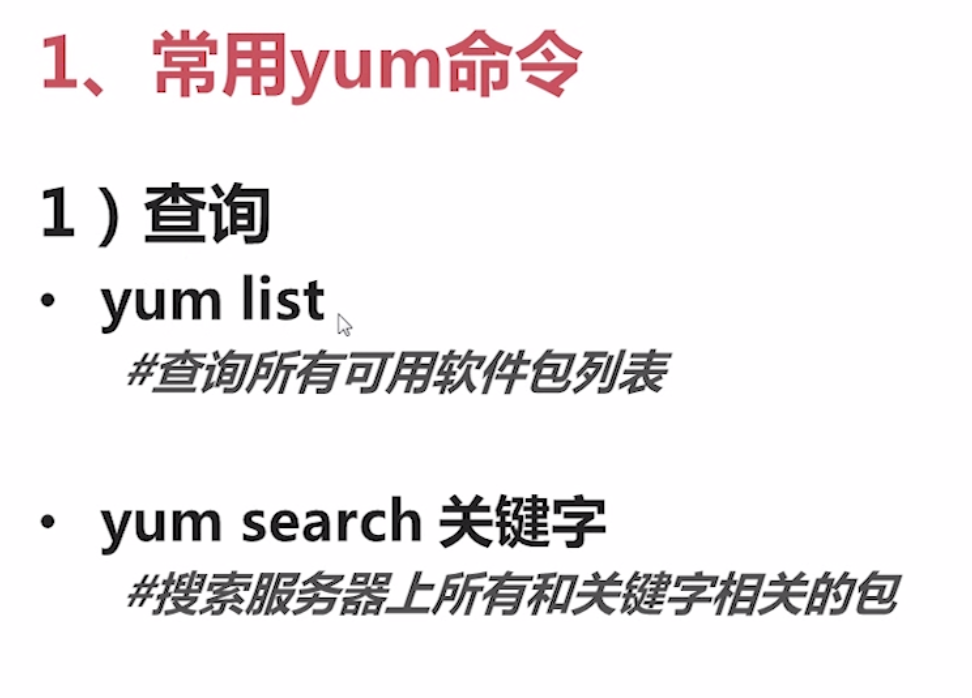 1、常用yum命令
1）查询
• yum list
#查询所有可用软件包列表
• yum search 关键字
#搜索服务器上所有和关键字相关的包